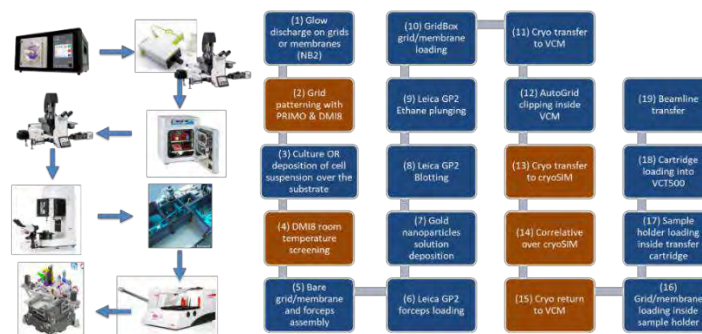 (1) Glow
discharge on grids
or membranes
(NB2)
(2) Grid
patterning with
PRIMO & DMI8
(3) Culture OR
deposition of cell
suspension over the
substrate
(4) DMI8 room
temperature
screening
(5) Bare
grid/membrane
and forceps
assembly
(6) Leica GP2
forceps loading
(7) Gold
nanoparticles
solution
deposition
(8) Leica GP2
Blotting
(9) Leica GP2
Ethane plunging
(10) GridBox
grid/membrane
loading
(11) Cryo transfer
to VCM
(12) AutoGrid
clipping inside
VCM
(13) Cryo transfer
to cryoSIM
(14) Correlative
over cryoSIM
(15) Cryo return
to VCM
(16)
Grid/membrane
loading inside
sample holder
(17) Sample
holder loading
inside transfer
cartridge
(18) Cartridge
loading into
VCT500
(19) Beamline
transfer